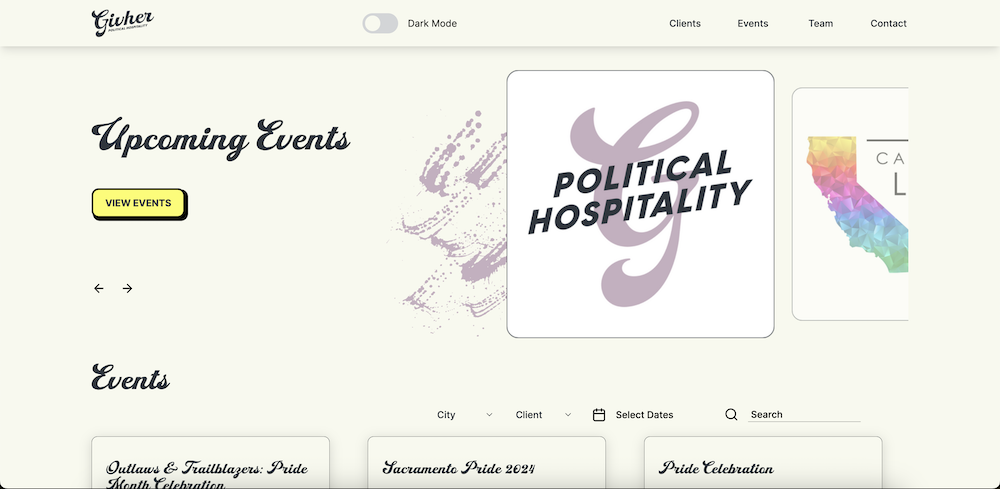 Givher
POLITICAL HOSPITALITY
Dark Mode
Clients
Events
Team
Contact
Upcoming Events
VIEW EVENTS
G
POLITICAL
HOSPITALITY
CA
L
Events
City
Client
Select Dates
Search
Outlaws & Trailblazers: Pride
Month Celebration
Sacramento Pride 2024
Pride Celebration